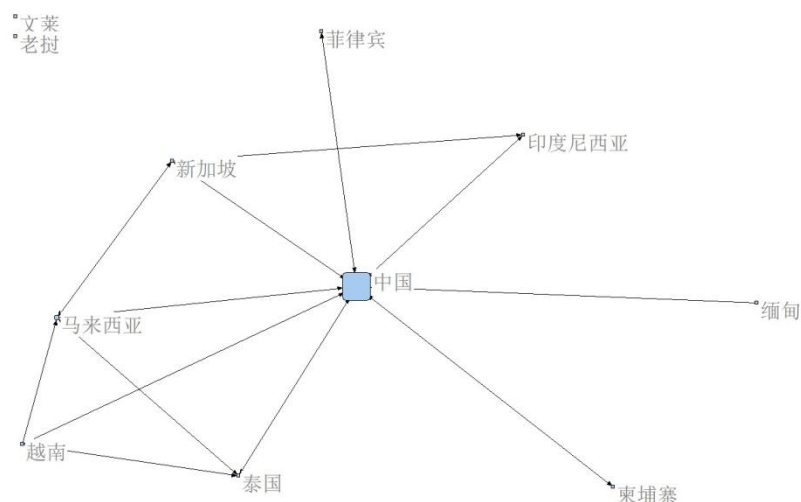 文莱
老挝
菲律宾
印度尼西亚
新加坡
中国
缅甸
马来西亚
越南
泰国
柬埔寨